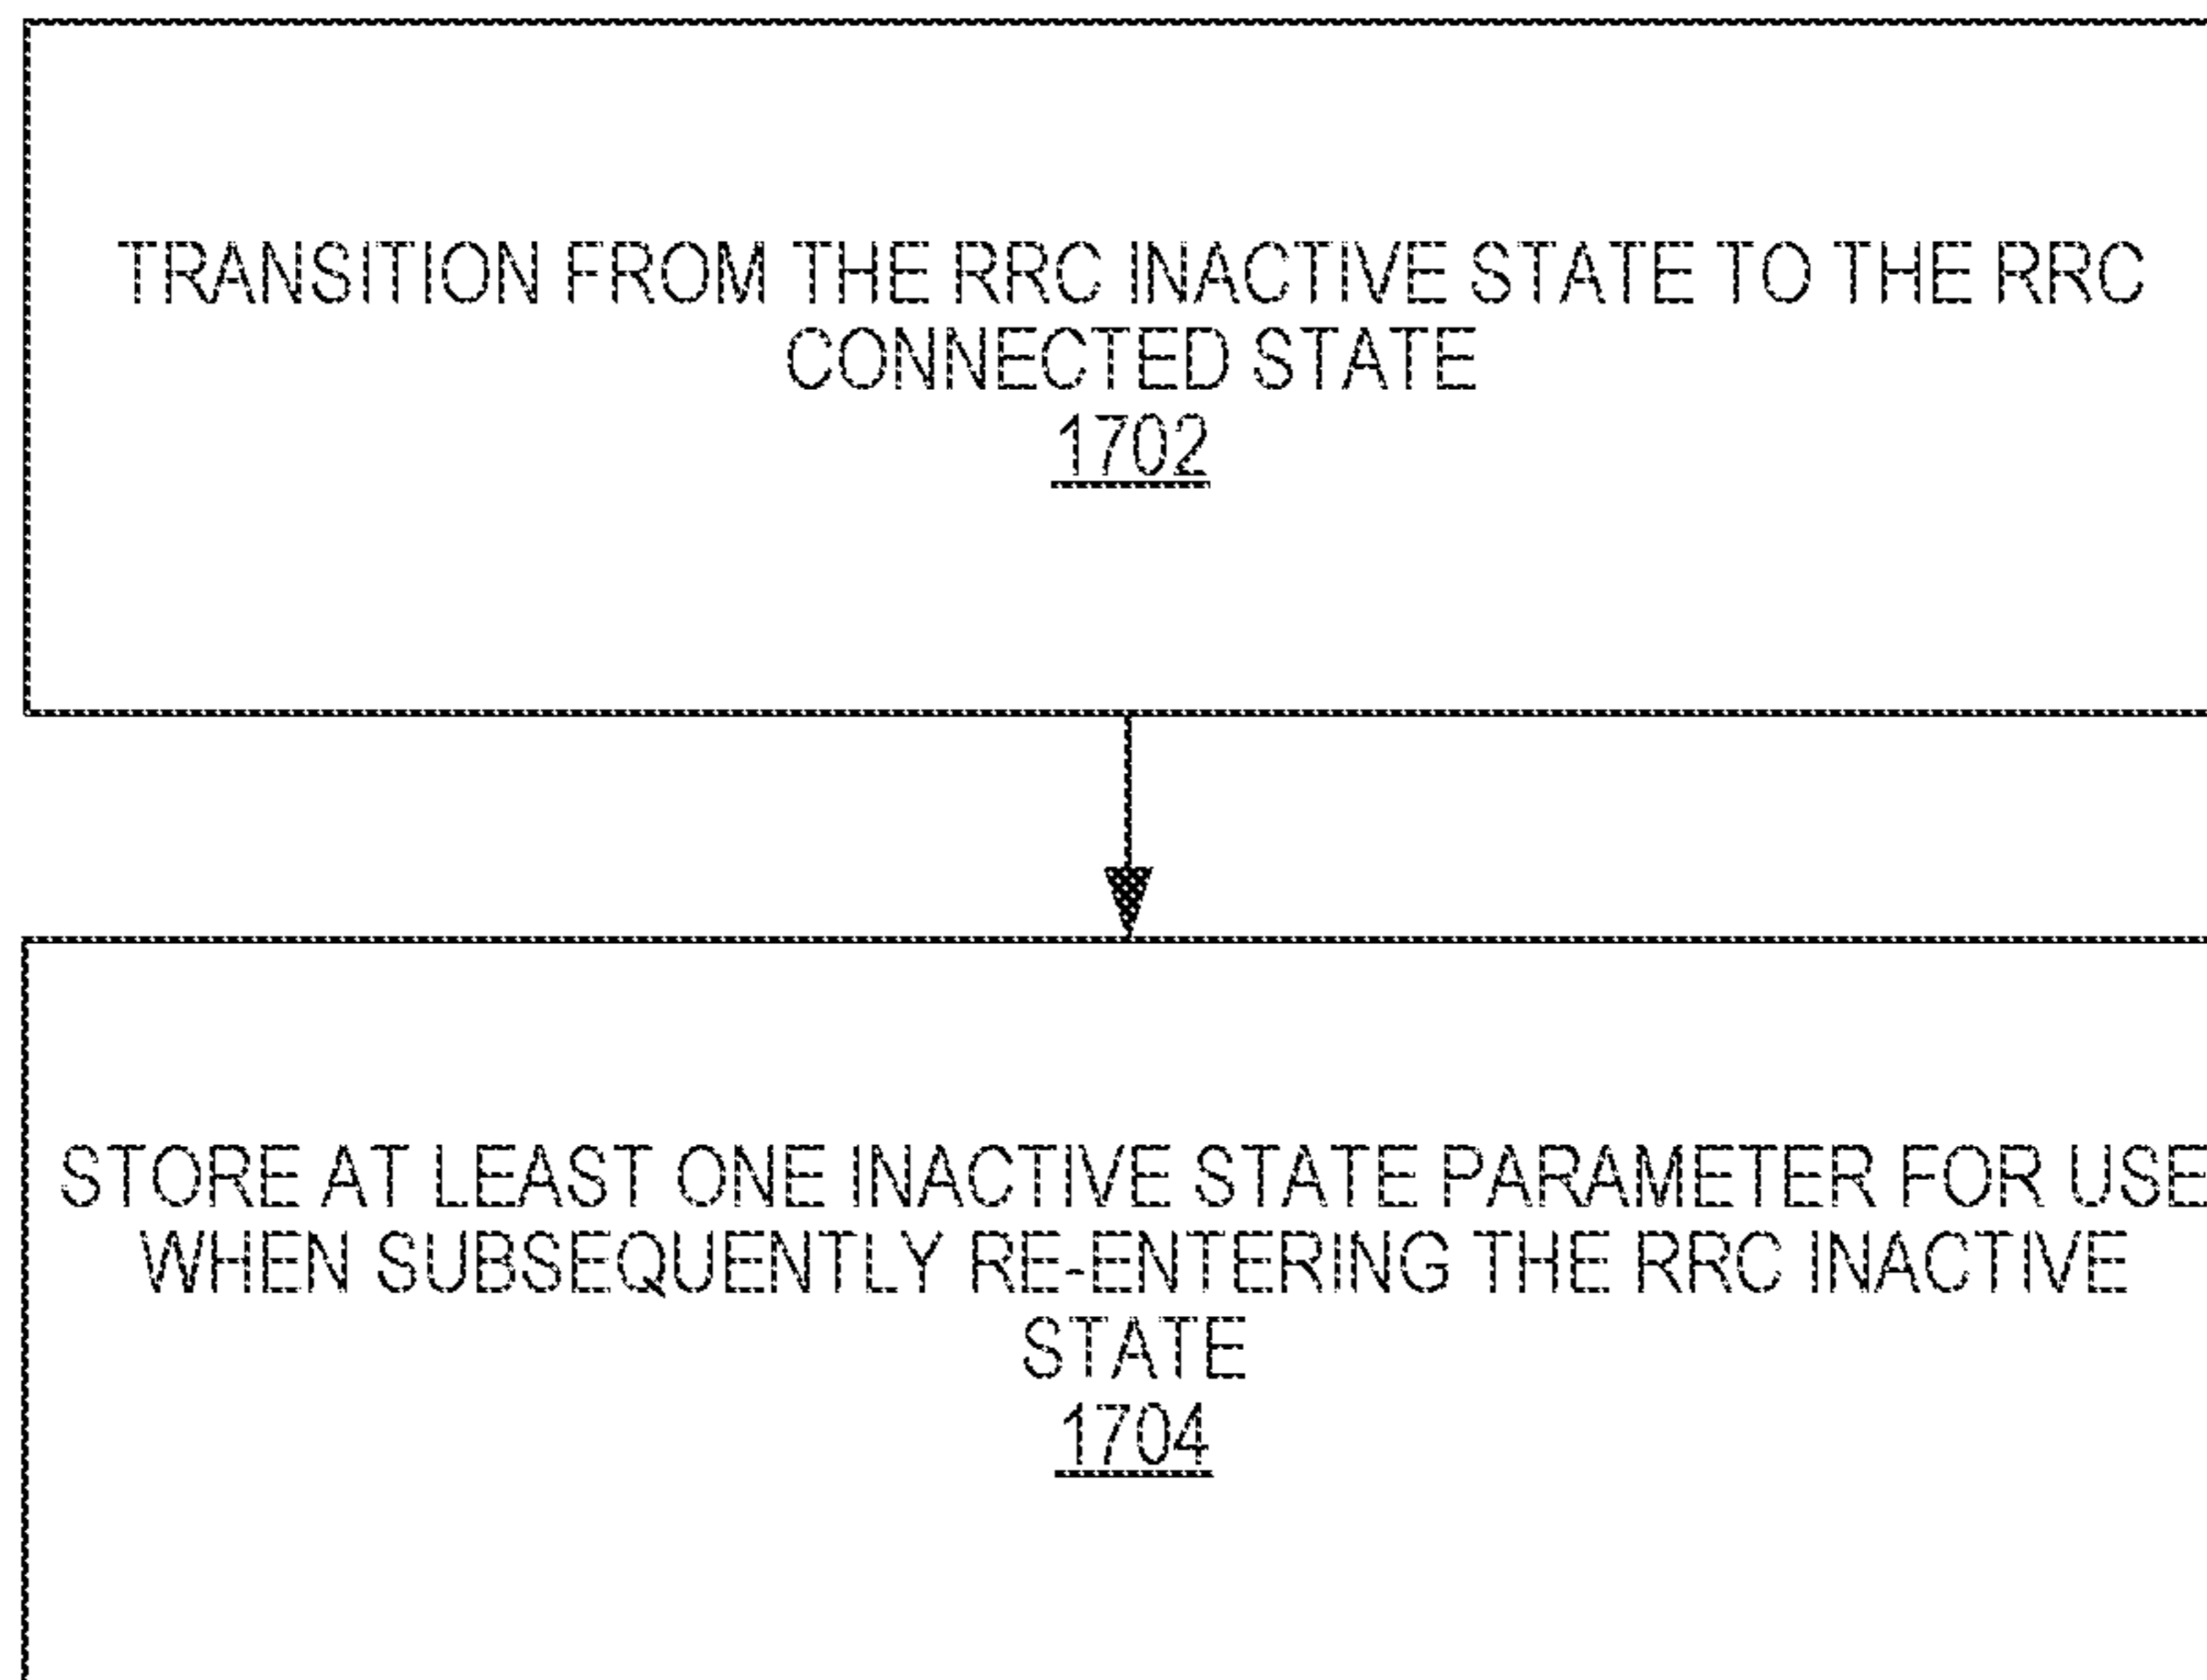 TRANSITION FROM THE RRC INACTIVE STATE TO THE RRC
CONNECTED STATE
1702
STORE AT LEAST ONE INACTIVE STATE PARAMETER FOR USE
WHEN SUBSEQUENTLY RE-ENTERING THE RRC INACTIVE
STATE
1704